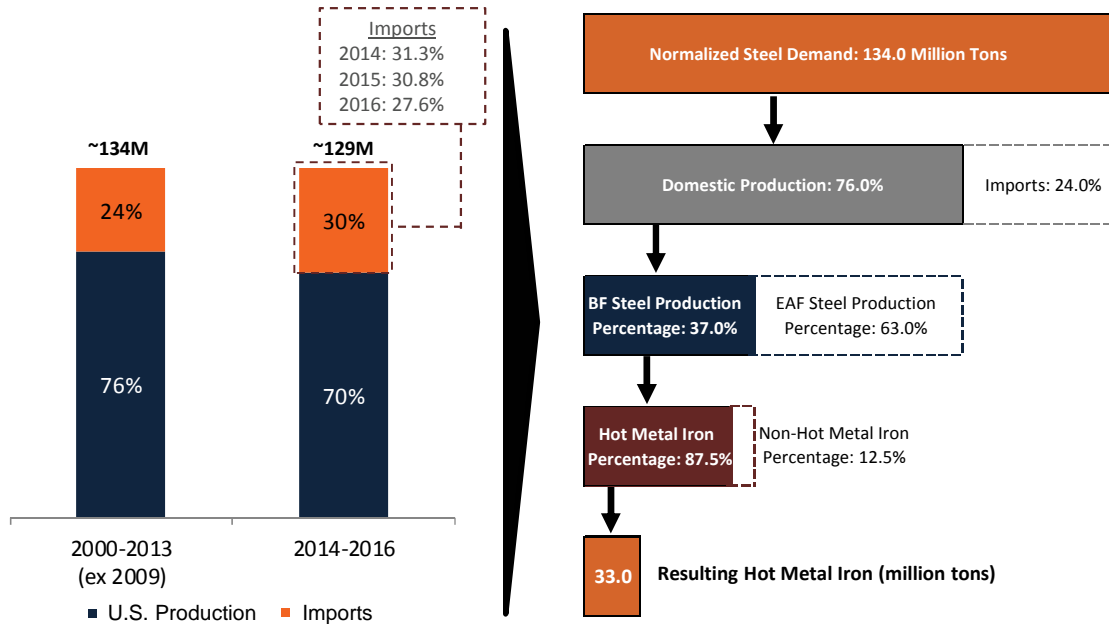 Imports
2014: 31.3%
2015: 30.8%
2016: 27.6%
~134M
~129M
24%
30%
76%
70%
2000-2013
(ex 2009)
2014-2016
U.S. Production
Imports
Normalized Steel Demand: 134.0 Million Tons
Domestic Production: 76.0%
Imports: 24.0%
BF Steel Production
Percentage: 37.0%
EAF Steel Production
Percentage: 63.0%
Hot Metal Iron
Percentage: 87.5%
Non-Hot Metal Iron
Percentage: 12.5%
33.0
Resulting Hot Metal Iron (million tons)